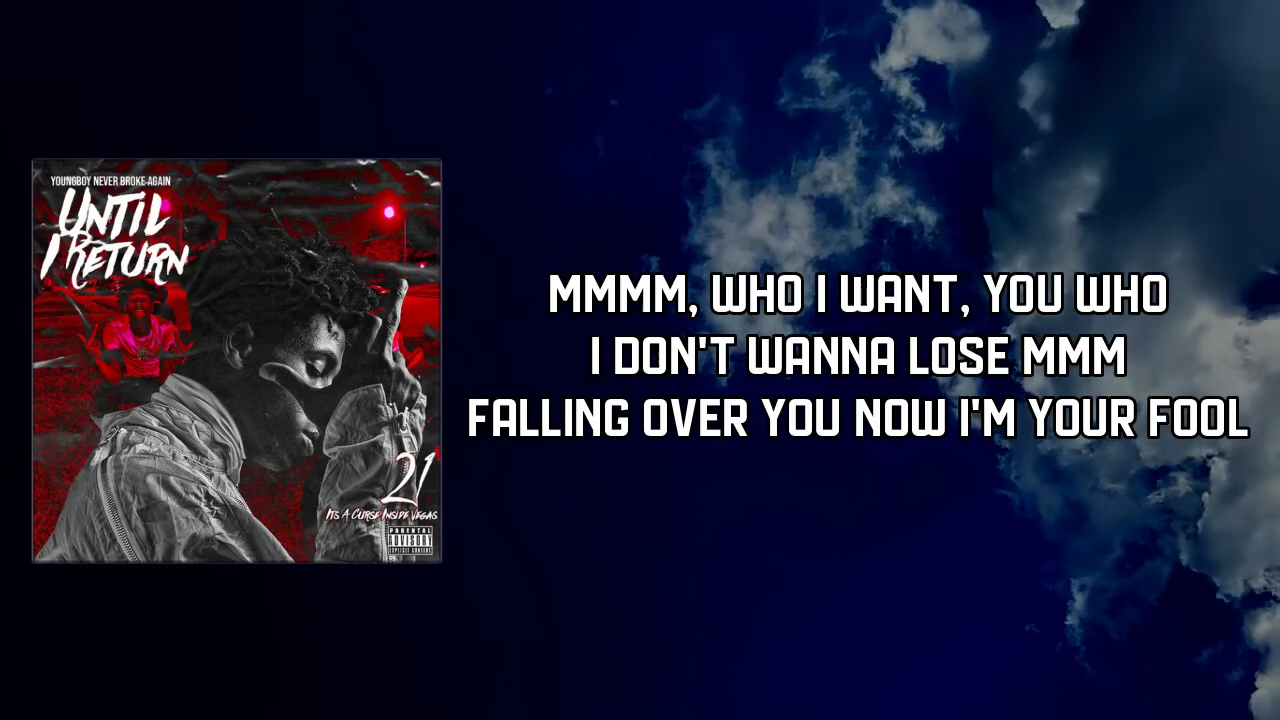 YOUNGBOY NEVER BROKE AGAIN
UNTIL
I RETURN
21
ITS A CURSE INSIDE VEGAS
PARENTAL
ADVISORY
EXPLICIT CONTENT
MMMM, WHO I WANT, YOU WHO
I DON'T WANNA LOSE MMM
FALLING OVER YOU NOW I'M YOUR FOOL